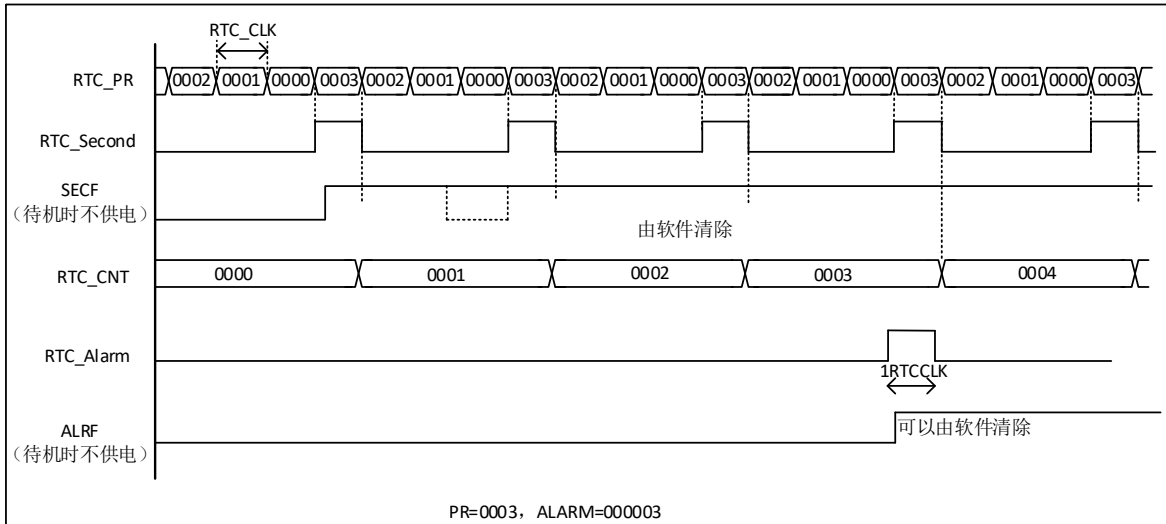 RTC_CLK
RTC_PR 0002 0001 0000 0003 0002 0001 0000 0003 0002 0001 0000 0003 0002 0001 0000 0003 0002 0001 0000 0003
RTC_Second
SECF
（待机时不供电）
由软件清除
RTC_CNT 0000 0001 0002 0003 0004
RTC_Alarm
1RTCCLK
ALRF
可以由软件清除
（待机时不供电）
PR=0003，ALARM=000003